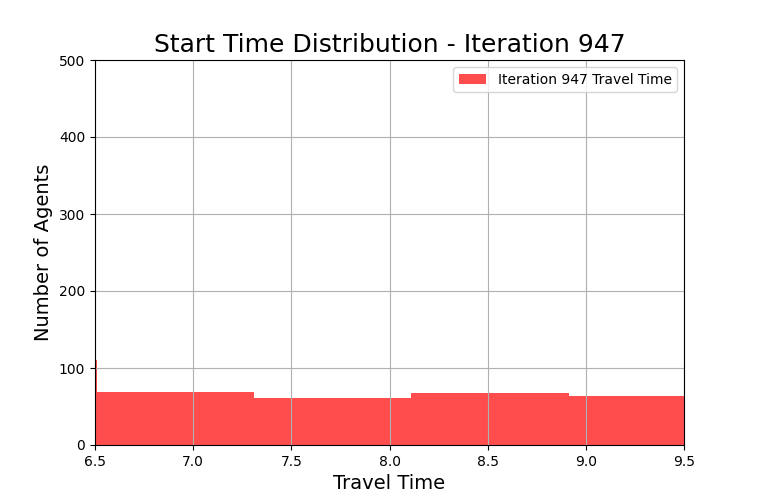 Start Time Distribution - Iteration 947
Iteration 947 Travel Time
Number of Agents
500
400
300
200
100
0
6.5 7.0 7.5 8.0 8.5 9.0 9.5
Travel Time